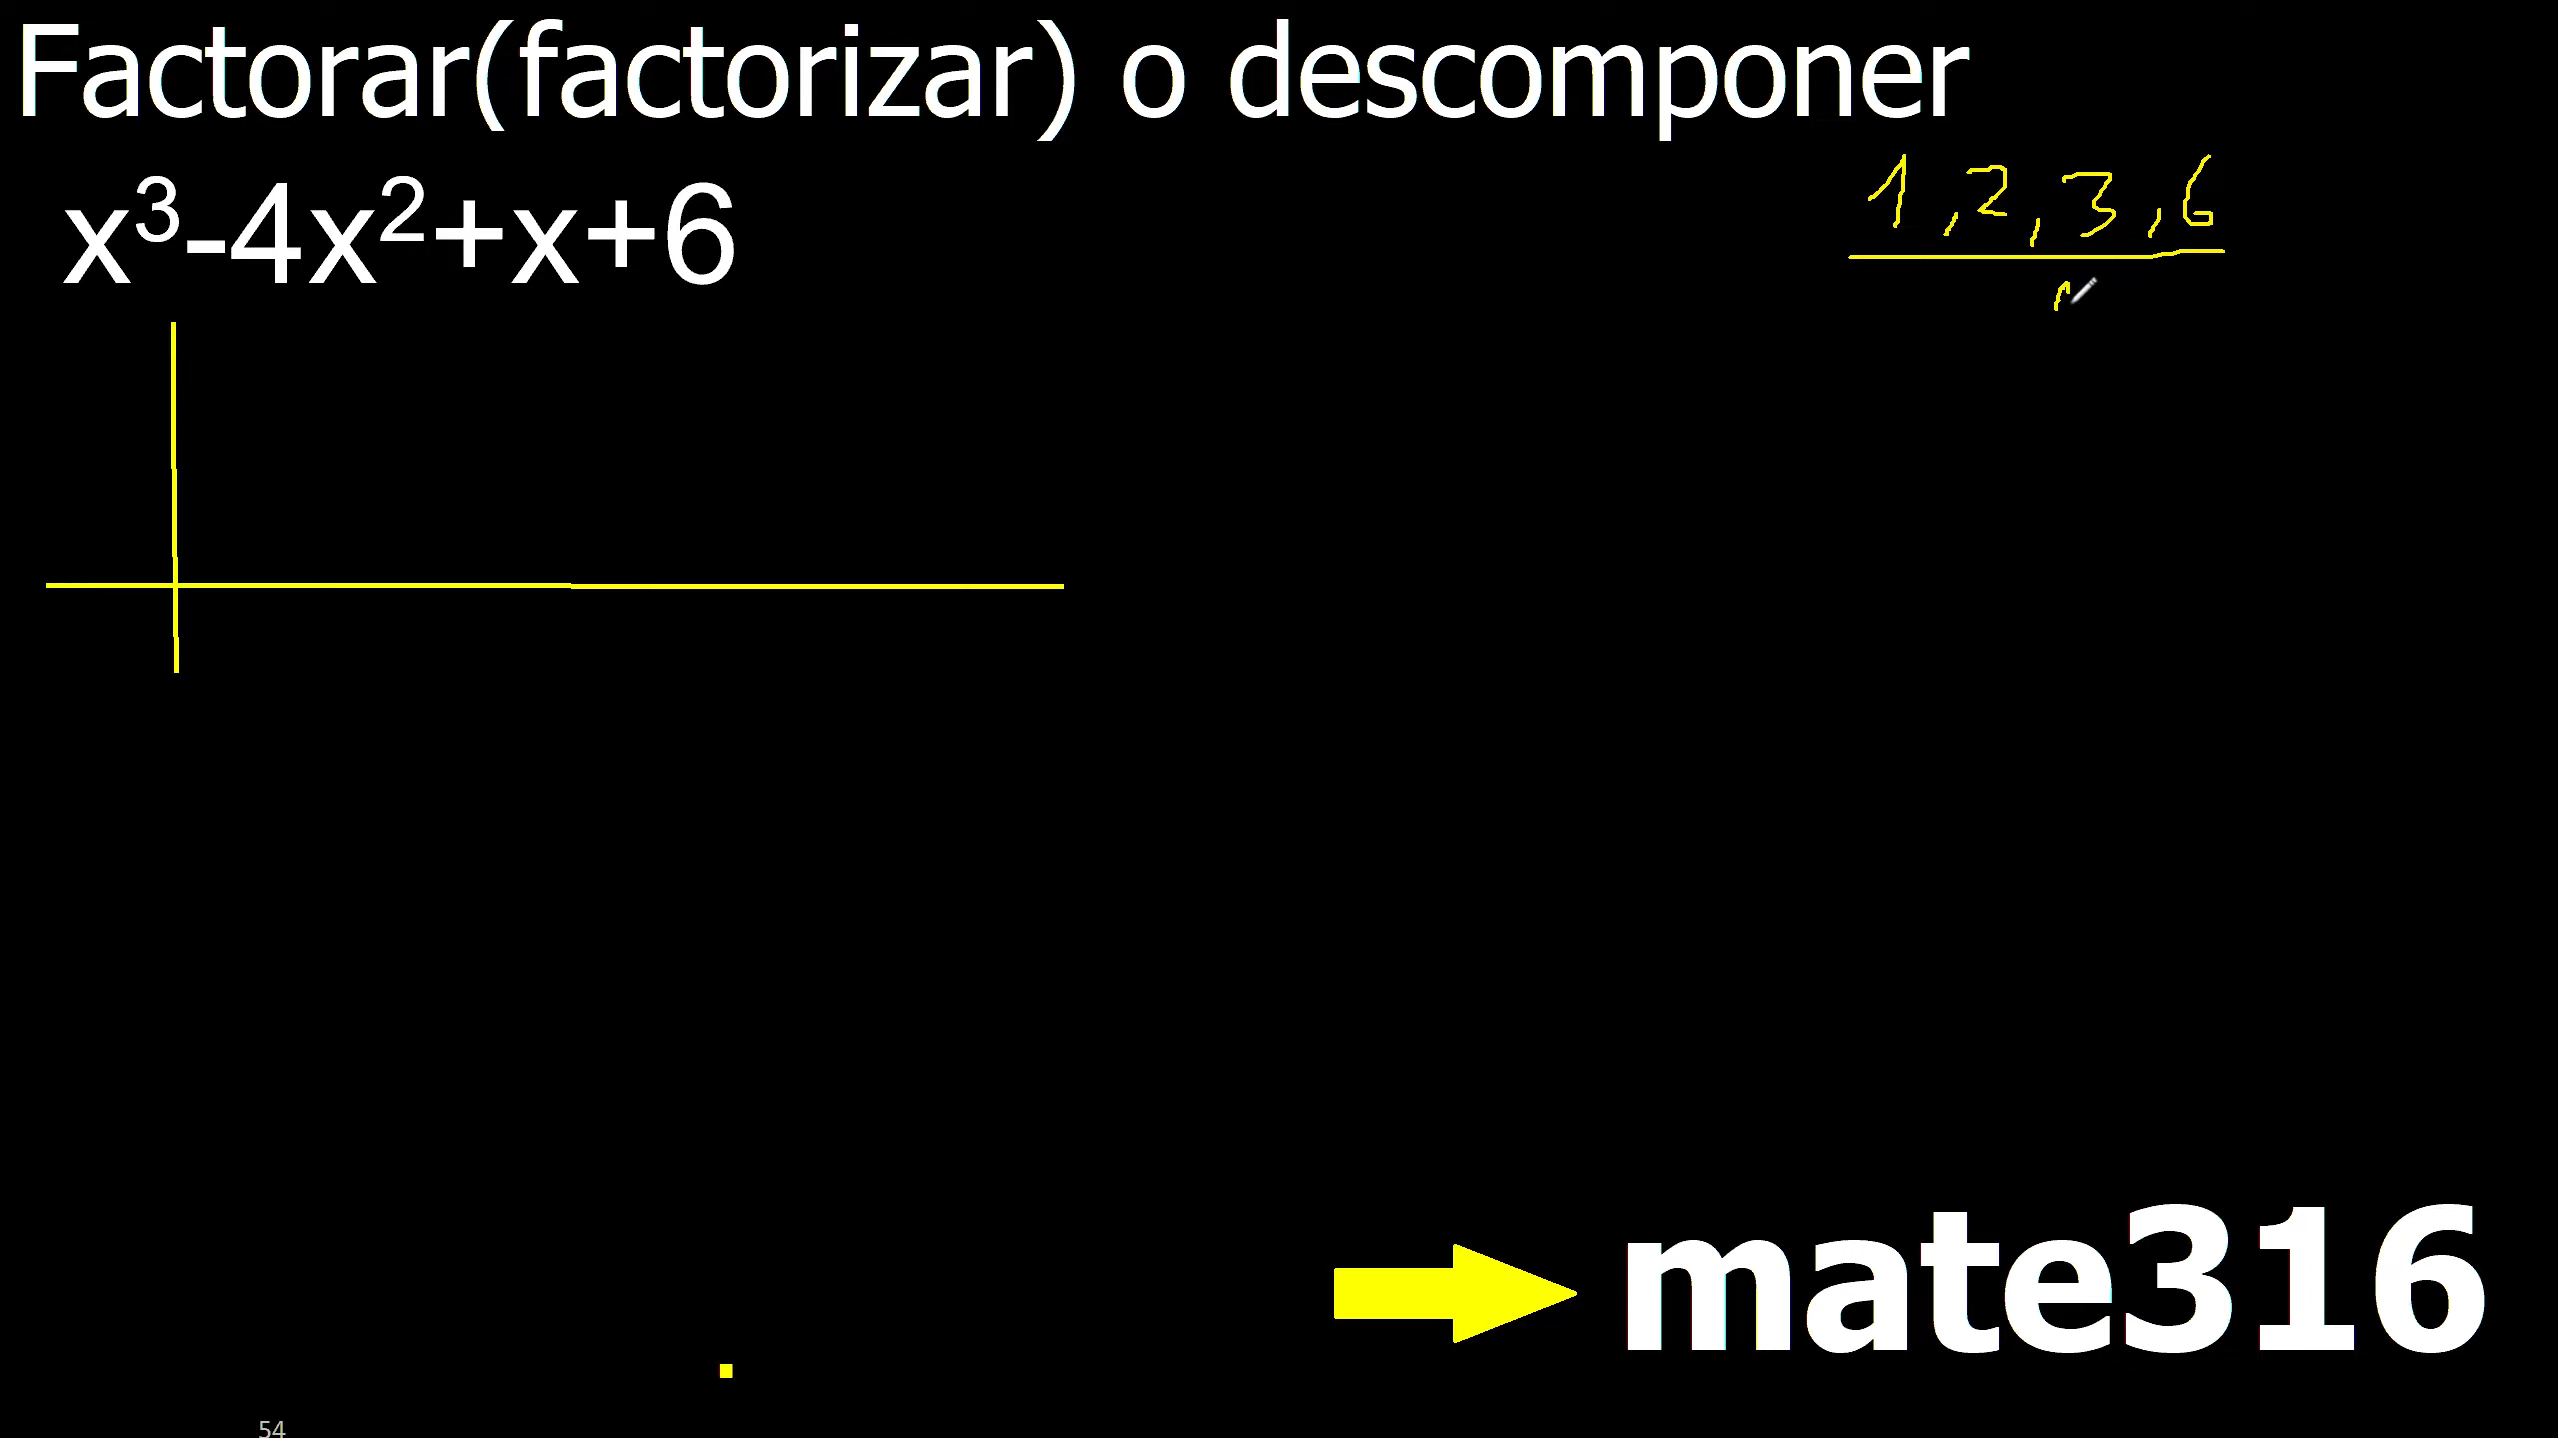 Factorar(factorizar) o descomponer
x³-4x²+x+6
1,2,3,6
mate316
54